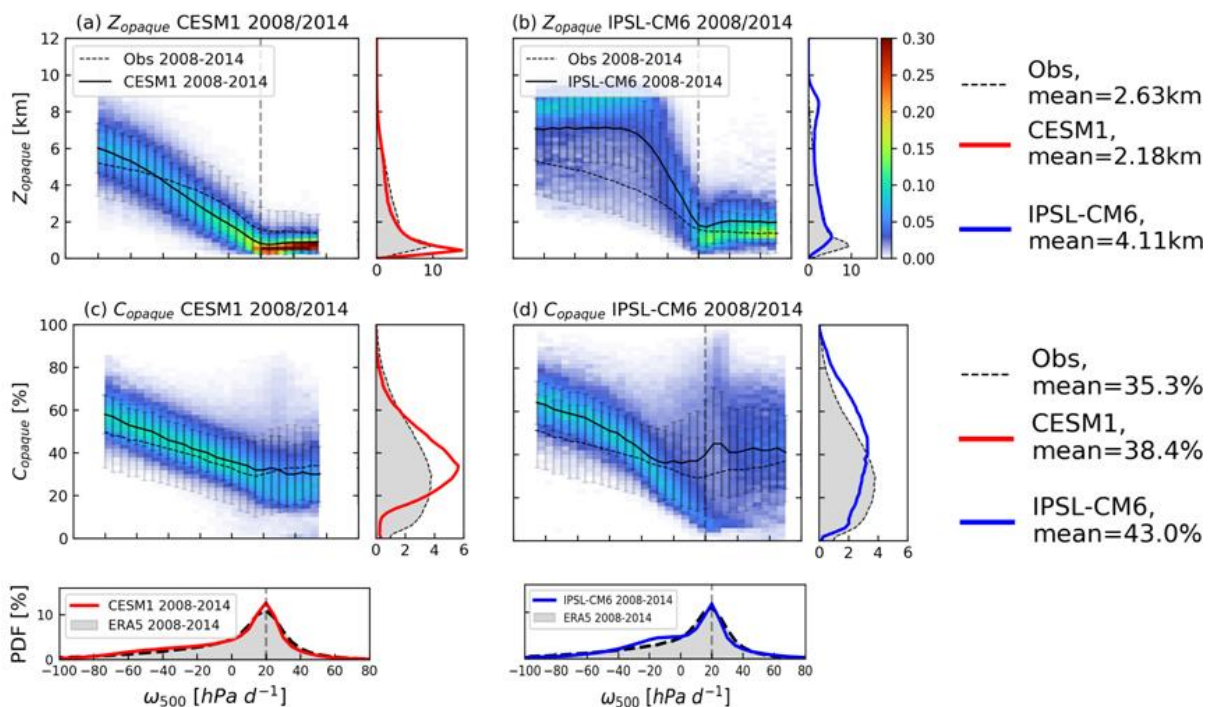 (a) Z_opaque CESM1 2008/2014
(b) Z_opaque IPSL-CM6 2008/2014
12
10
8
6
4
2
0
Z_opaque [km]
Obs 2008-2014
CESM1 2008-2014
0 10
Obs 2008-2014
IPSL-CM6 2008-2014
0 10
0.30
0.25
0.20
0.15
0.10
0.05
0.00
Obs,
mean=2.63km
CESM1,
mean=2.18km
IPSL-CM6,
mean=4.11km
(c) C_opaque CESM1 2008/2014
(d) C_opaque IPSL-CM6 2008/2014
100
80
60
40
20
0
C_opaque [%]
0 2 4 6
0 2 4 6
Obs,
mean=35.3%
CESM1,
mean=38.4%
IPSL-CM6,
mean=43.0%
PDF [%]
10
0
CESM1 2008-2014
ERA5 2008-2014
−100 −80 −60 −40 −20 0 20 40 60 80
ω500 [hPa d⁻¹]
IPSL-CM6 2008-2014
ERA5 2008-2014
−100 −80 −60 −40 −20 0 20 40 60 80
ω500 [hPa d⁻¹]